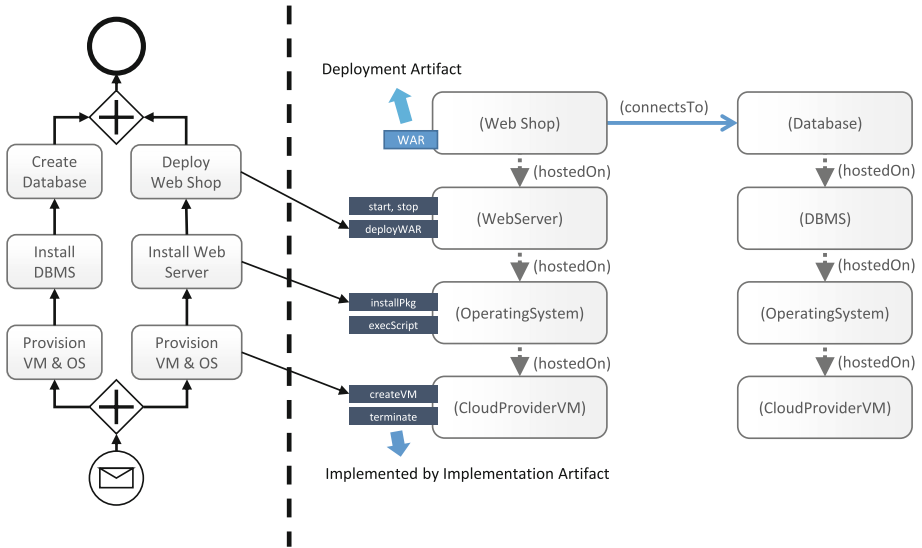 Create
Database
Deploy
Web Shop
Install
DBMS
Install Web
Server
Provision
VM & OS
Provision
VM & OS
Deployment Artifact
WAR
(Web Shop)
(connectsTo)
(Database)
(hostedOn)
(hostedOn)
start, stop
deployWAR
(WebServer)
(DBMS)
(hostedOn)
(hostedOn)
installPkg
execScript
(OperatingSystem)
(OperatingSystem)
(hostedOn)
(hostedOn)
createVM
terminate
(CloudProviderVM)
(CloudProviderVM)
Implemented by Implementation Artifact